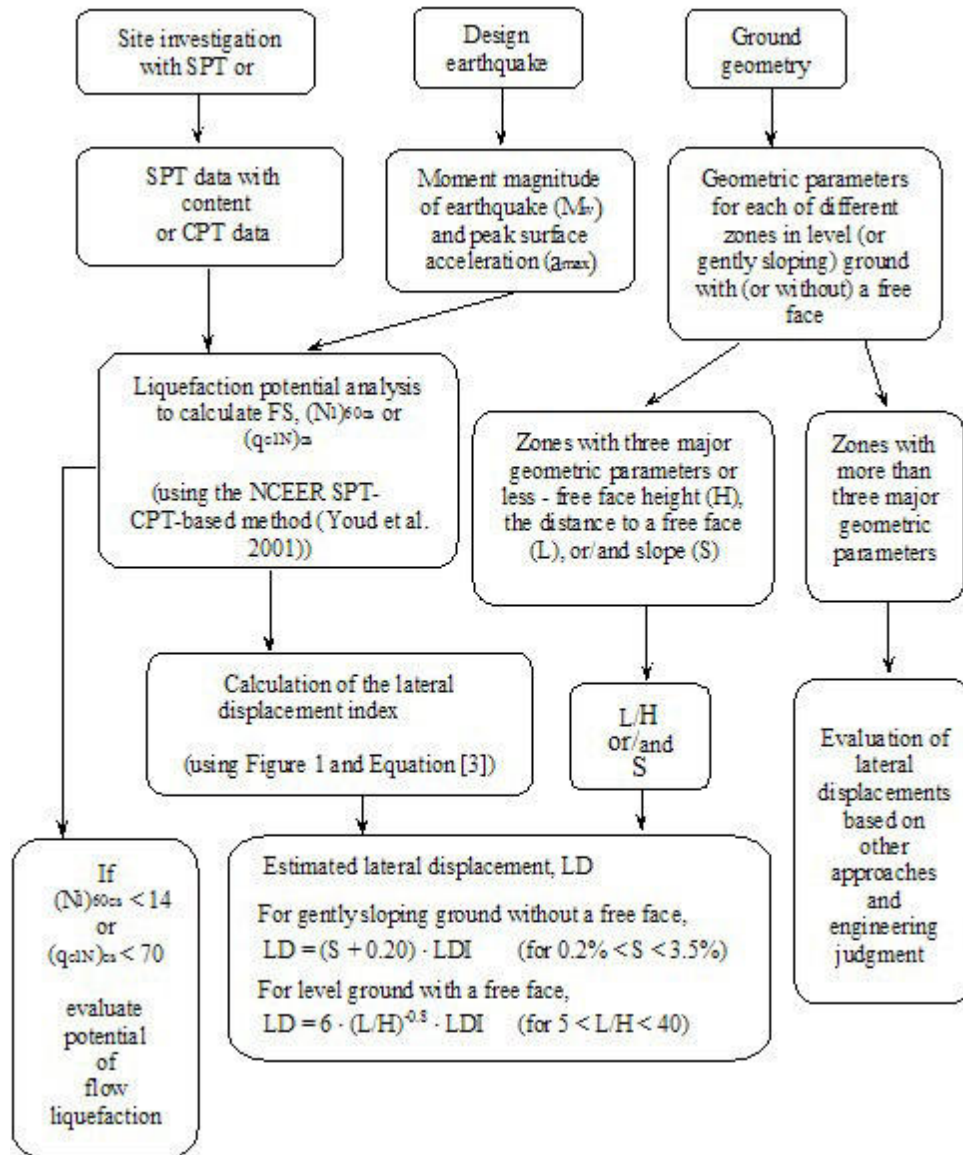 Site investigation
with SPT or
Design
earthquake
Ground
geometry
SPT data with
content
or CPT data
Moment magnitude
of earthquake (Mw)
and peak surface
acceleration (amax)
Geometric parameters
for each of different
zones in level (or
gently sloping) ground
with (or without) a free
face
Liquefaction potential analysis
to calculate FS, (N1)60cs or
(qc1N)cs
(using the NCEER SPT-
CPT-based method (Youd et al.
2001))
Zones with three major
geometric parameters or
less - free face height (H),
the distance to a free face
(L), or/and slope (S)
Zones with
more than
three major
geometric
parameters
Calculation of the lateral
displacement index
(using Figure 1 and Equation [3])
L/H
or/and
S
Evaluation of
lateral
displacements
based on
other
approaches
and
engineering
judgment
If
(N1)60cs < 14
or
(qc1N)cs < 70
evaluate
potential
of
flow
liquefaction
Estimated lateral displacement, LD
For gently sloping ground without a free face,
LD = (S + 0.20) · LDI (for 0.2% < S < 3.5%)
For level ground with a free face,
LD = 6 · (L/H)-0.8 · LDI (for 5 < L/H < 40)